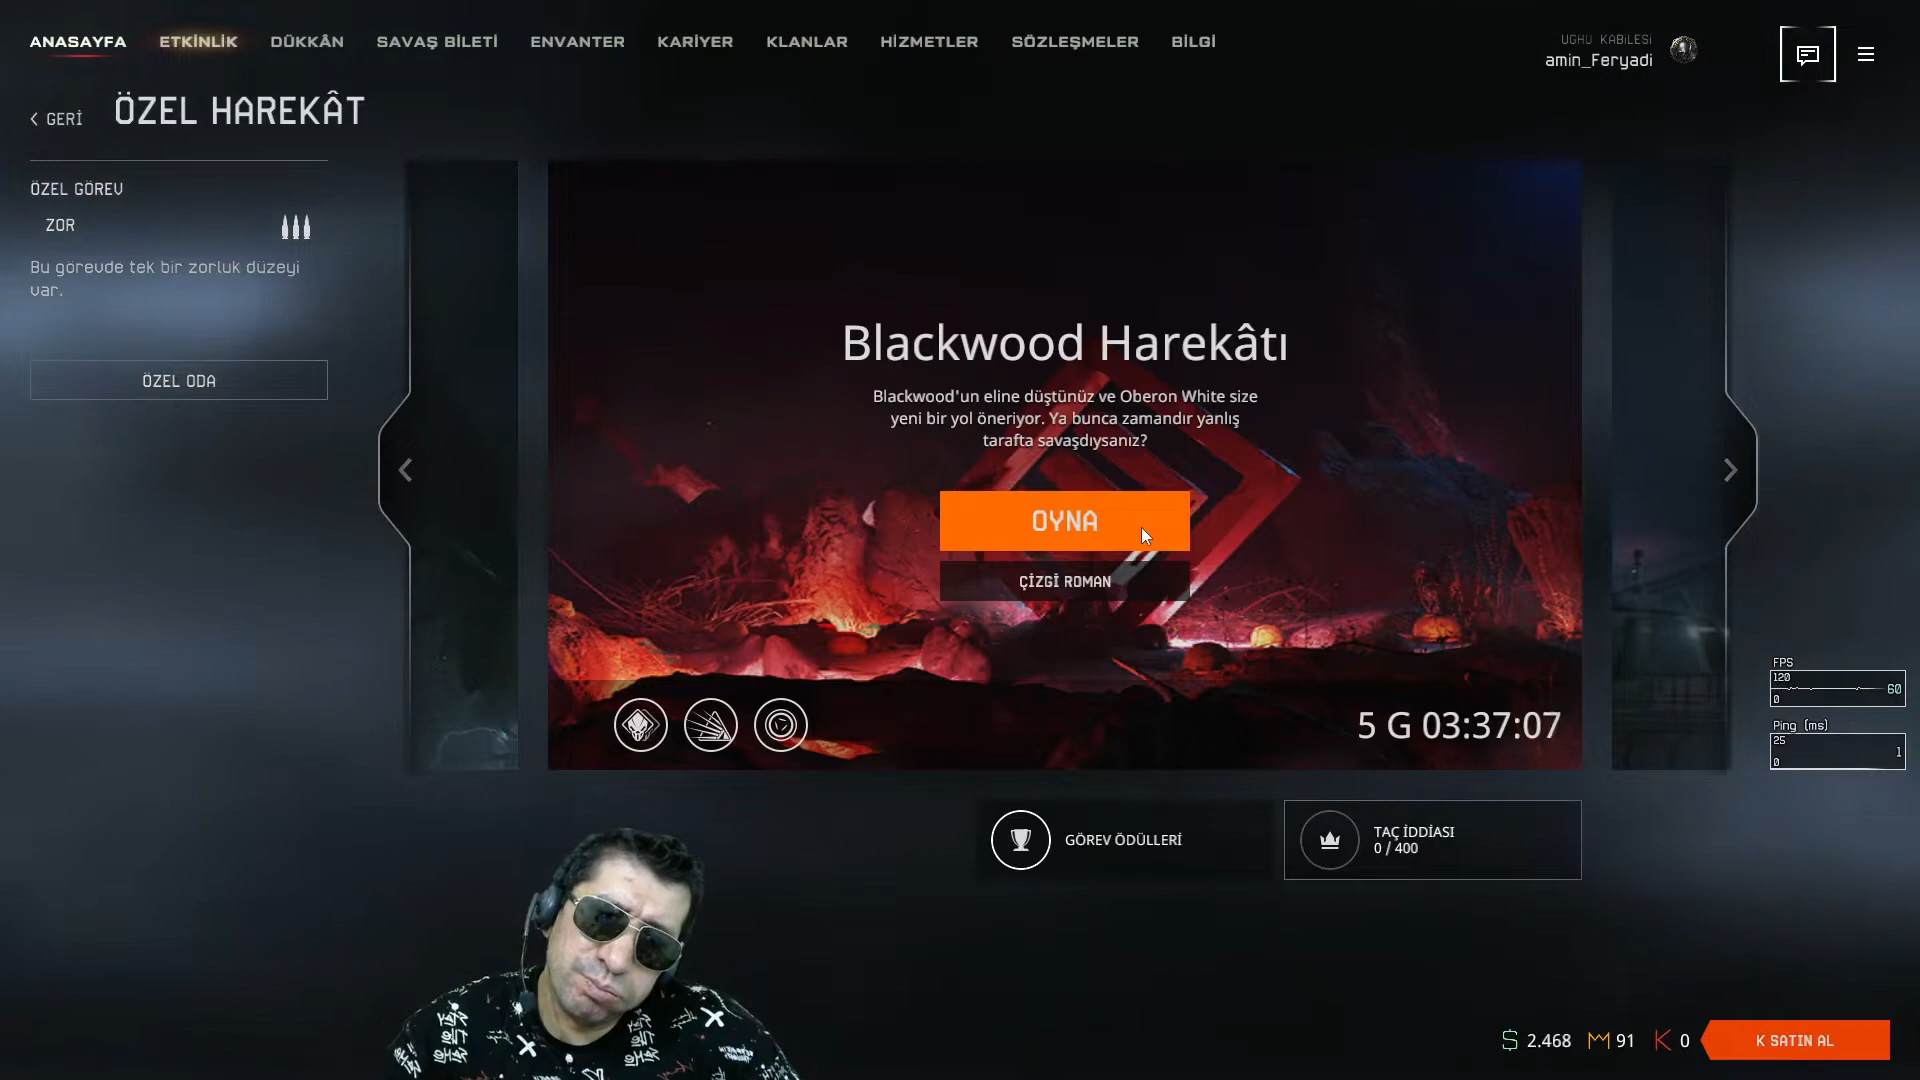 ANASAYFA
ETKİNLİK
DÜKKÂN
SAVAŞ BİLETİ
ENVANTER
KARİYER
KLANLAR
HİZMETLER
SÖZLEŞMELER
BİLGİ
UGHU KABİLESİ
amin_Feryadi
GERİ
ÖZEL HAREKÂT
ÖZEL GÖREV
ZOR
Bu görevde tek bir zorluk düzeyi
var.
ÖZEL ODA
Blackwood Harekâtı
Blackwood'un eline düştünüz ve Oberon White size
yeni bir yol öneriyor. Ya bunca zamandır yanlış
tarafta savaşdıysanız?
OYNA
ÇİZGİ ROMAN
5 G 03:37:07
FPS
120
60
0
Ping (ms)
25
1
0
GÖREV ÖDÜLLERİ
TAÇ İDDİASI
0 / 400
2.468
91
0
K SATIN AL